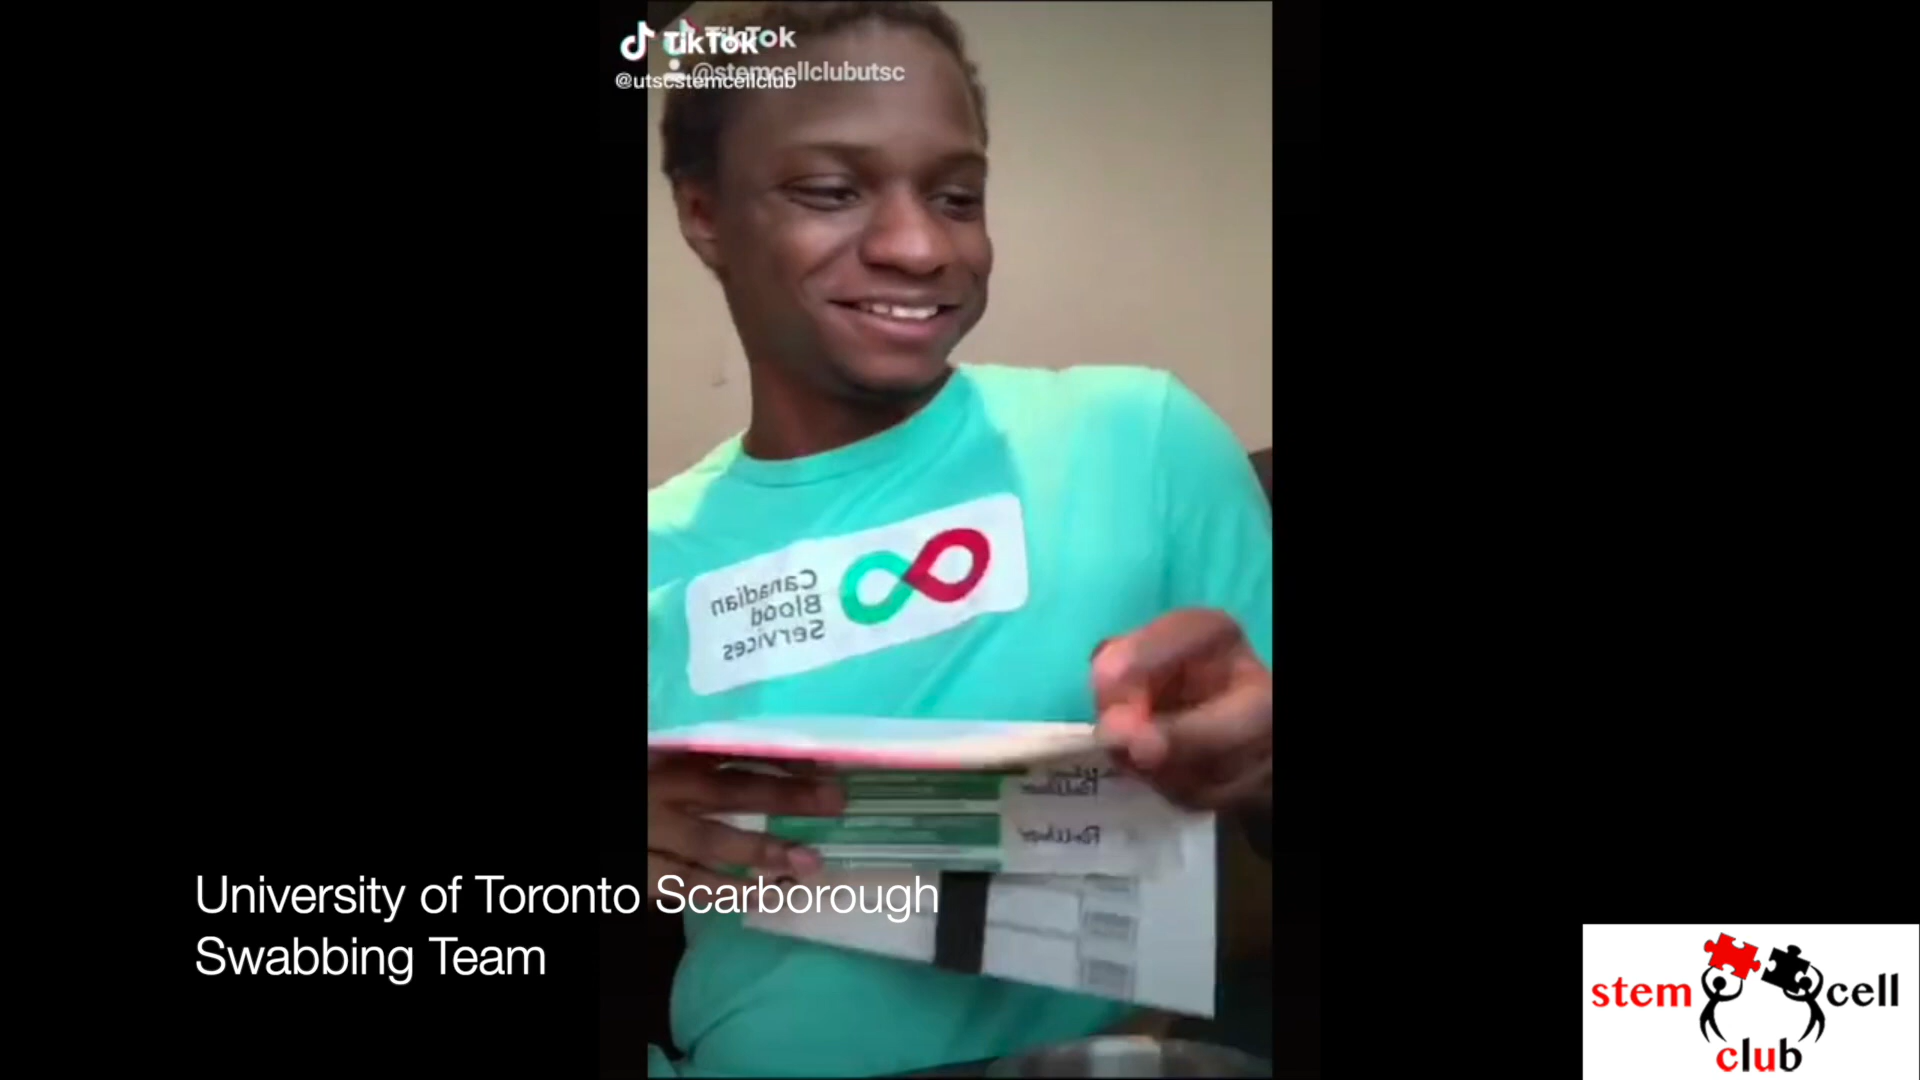 TikTok
TikTok
@stemcellclubutsc
@utscstemcellclub
Canadian
Blood
Services
University of Toronto Scarborough
Swabbing Team
stem cell
club